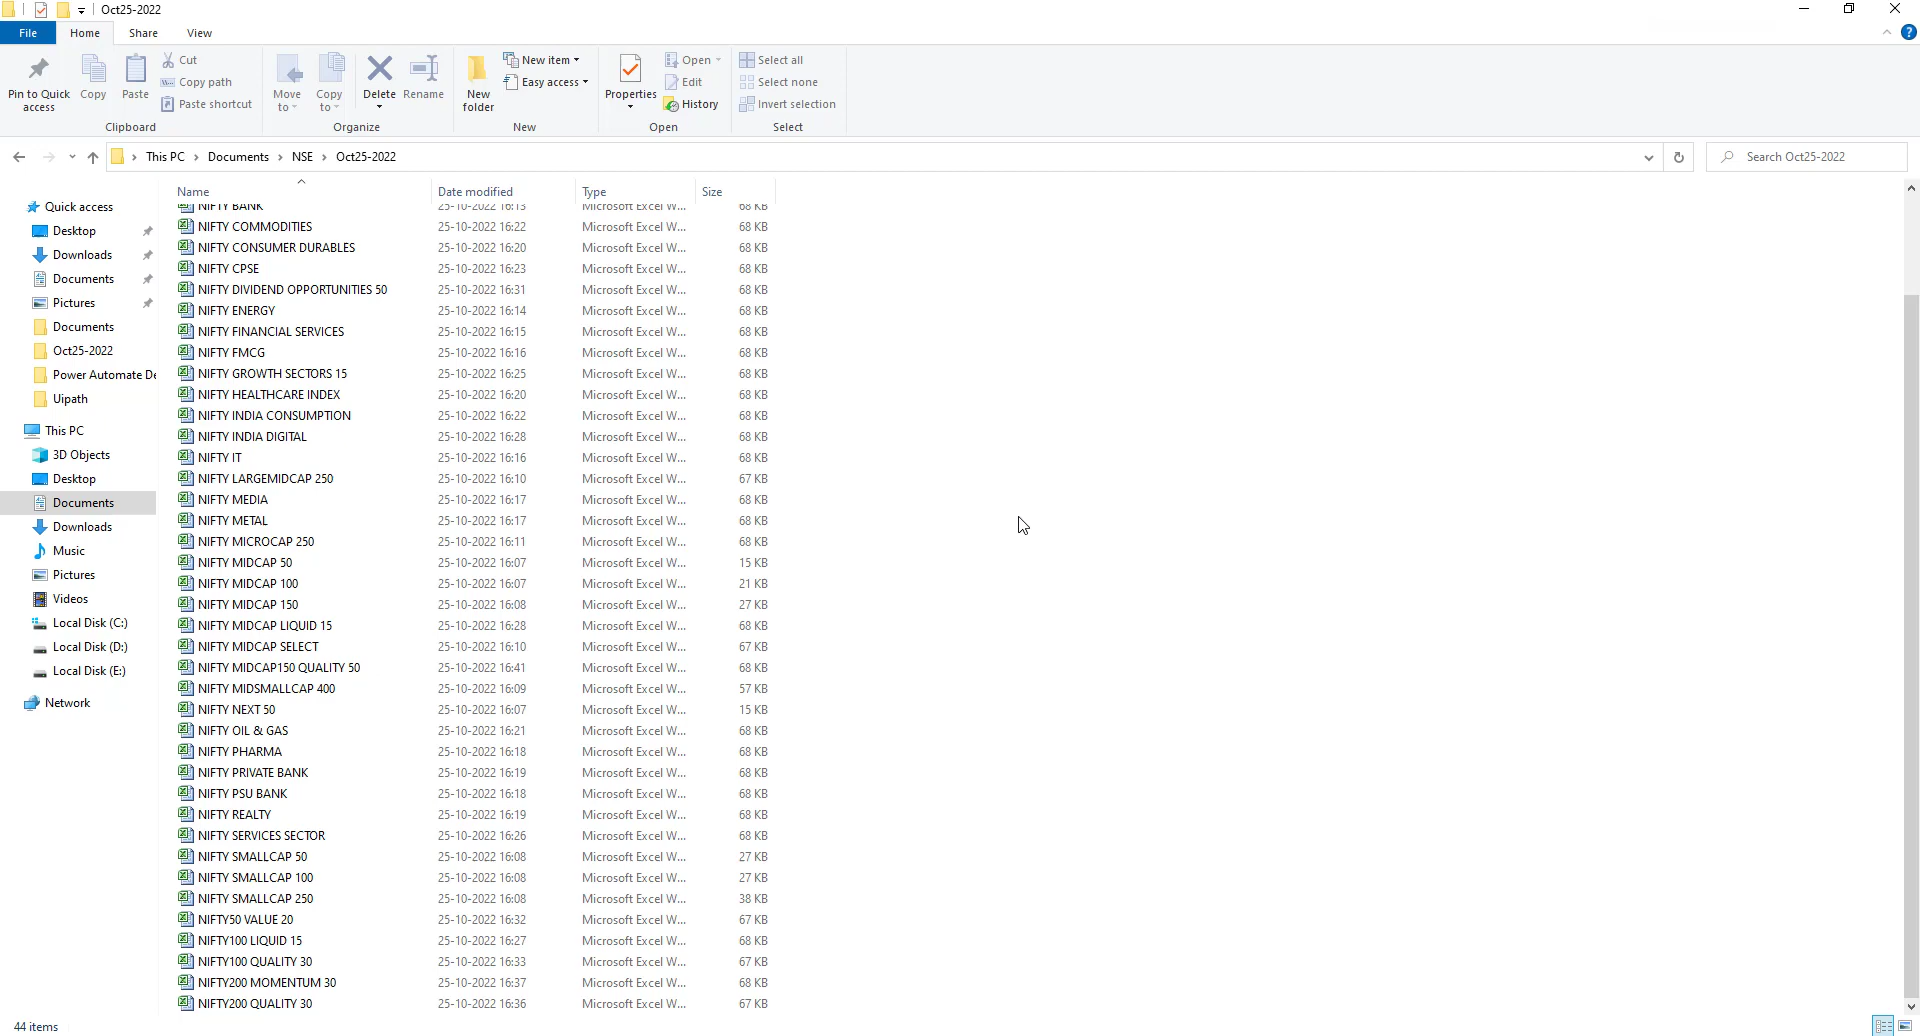 Oct25-2022
File Home Share View
Pin to Quick access
Copy
Paste
Cut
Copy path
Paste shortcut
Clipboard
Move to
Copy to
Delete
Rename
Organize
New folder
New item
Easy access
New
Properties
Open
Edit
History
Open
Select all
Select none
Invert selection
Select
This PC > Documents > NSE > Oct25-2022
Search Oct25-2022
Quick access
Desktop
Downloads
Documents
Pictures
Documents
Oct25-2022
Power Automate De
Uipath
This PC
3D Objects
Desktop
Documents
Downloads
Music
Pictures
Videos
Local Disk (C:)
Local Disk (D:)
Local Disk (E:)
Network
Name Date modified Type Size
NIFTY BANK 25-10-2022 16:13 Microsoft Excel W... 68 KB
NIFTY COMMODITIES 25-10-2022 16:22 Microsoft Excel W... 68 KB
NIFTY CONSUMER DURABLES 25-10-2022 16:20 Microsoft Excel W... 68 KB
NIFTY CPSE 25-10-2022 16:23 Microsoft Excel W... 68 KB
NIFTY DIVIDEND OPPORTUNITIES 50 25-10-2022 16:31 Microsoft Excel W... 68 KB
NIFTY ENERGY 25-10-2022 16:14 Microsoft Excel W... 68 KB
NIFTY FINANCIAL SERVICES 25-10-2022 16:15 Microsoft Excel W... 68 KB
NIFTY FMCG 25-10-2022 16:16 Microsoft Excel W... 68 KB
NIFTY GROWTH SECTORS 15 25-10-2022 16:25 Microsoft Excel W... 68 KB
NIFTY HEALTHCARE INDEX 25-10-2022 16:20 Microsoft Excel W... 68 KB
NIFTY INDIA CONSUMPTION 25-10-2022 16:22 Microsoft Excel W... 68 KB
NIFTY INDIA DIGITAL 25-10-2022 16:28 Microsoft Excel W... 68 KB
NIFTY IT 25-10-2022 16:16 Microsoft Excel W... 68 KB
NIFTY LARGEMIDCAP 250 25-10-2022 16:10 Microsoft Excel W... 67 KB
NIFTY MEDIA 25-10-2022 16:17 Microsoft Excel W... 68 KB
NIFTY METAL 25-10-2022 16:17 Microsoft Excel W... 68 KB
NIFTY MICROCAP 250 25-10-2022 16:11 Microsoft Excel W... 68 KB
NIFTY MIDCAP 50 25-10-2022 16:07 Microsoft Excel W... 15 KB
NIFTY MIDCAP 100 25-10-2022 16:07 Microsoft Excel W... 21 KB
NIFTY MIDCAP 150 25-10-2022 16:08 Microsoft Excel W... 27 KB
NIFTY MIDCAP LIQUID 15 25-10-2022 16:28 Microsoft Excel W... 68 KB
NIFTY MIDCAP SELECT 25-10-2022 16:10 Microsoft Excel W... 67 KB
NIFTY MIDCAP150 QUALITY 50 25-10-2022 16:41 Microsoft Excel W... 68 KB
NIFTY MIDSMALLCAP 400 25-10-2022 16:09 Microsoft Excel W... 57 KB
NIFTY NEXT 50 25-10-2022 16:07 Microsoft Excel W... 15 KB
NIFTY OIL & GAS 25-10-2022 16:21 Microsoft Excel W... 68 KB
NIFTY PHARMA 25-10-2022 16:18 Microsoft Excel W... 68 KB
NIFTY PRIVATE BANK 25-10-2022 16:19 Microsoft Excel W... 68 KB
NIFTY PSU BANK 25-10-2022 16:18 Microsoft Excel W... 68 KB
NIFTY REALTY 25-10-2022 16:19 Microsoft Excel W... 68 KB
NIFTY SERVICES SECTOR 25-10-2022 16:26 Microsoft Excel W... 68 KB
NIFTY SMALLCAP 50 25-10-2022 16:08 Microsoft Excel W... 27 KB
NIFTY SMALLCAP 100 25-10-2022 16:08 Microsoft Excel W... 27 KB
NIFTY SMALLCAP 250 25-10-2022 16:08 Microsoft Excel W... 38 KB
NIFTY50 VALUE 20 25-10-2022 16:32 Microsoft Excel W... 67 KB
NIFTY100 LIQUID 15 25-10-2022 16:27 Microsoft Excel W... 68 KB
NIFTY100 QUALITY 30 25-10-2022 16:33 Microsoft Excel W... 67 KB
NIFTY200 MOMENTUM 30 25-10-2022 16:37 Microsoft Excel W... 68 KB
NIFTY200 QUALITY 30 25-10-2022 16:36 Microsoft Excel W... 67 KB
44 items